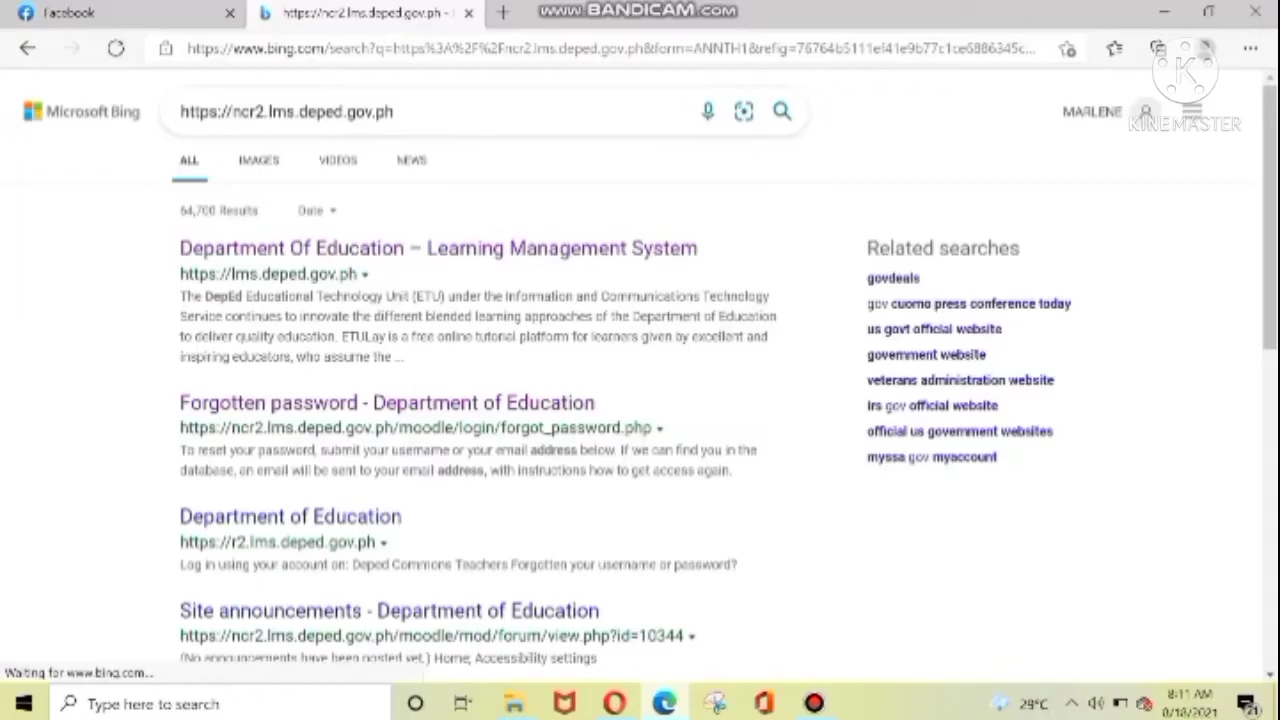 Facebook
https://ncr2.lms.deped.gov.ph -
www.BANDICAM.com
https://www.bing.com/search?q=https%3A%2F%2Fncr2.lms.deped.gov.ph&form=ANNTH1&refig=76764b5111ef41e9b77c1ce6886345c...
Microsoft Bing
https://ncr2.lms.deped.gov.ph
MARLENE
K
KINEMASTER
ALL
IMAGES
VIDEOS
NEWS
64,700 Results
Date
Department Of Education – Learning Management System
https://lms.deped.gov.ph
The DepEd Educational Technology Unit (ETU) under the Information and Communications Technology
Service continues to innovate the different blended learning approaches of the Department of Education
to deliver quality education. ETULay is a free online tutorial platform for learners given by excellent and
inspiring educators, who assume the ...
Forgotten password - Department of Education
https://ncr2.lms.deped.gov.ph/moodle/login/forgot_password.php
To reset your password, submit your username or your email address below. If we can find you in the
database, an email will be sent to your email address, with instructions how to get access again.
Department of Education
https://r2.lms.deped.gov.ph
Log in using your account on: Deped Commons Teachers Forgotten your username or password?
Site announcements - Department of Education
https://ncr2.lms.deped.gov.ph/moodle/mod/forum/view.php?id=10344
(No announcements have been posted yet.) Home; Accessibility settings
Related searches
govdeals
gov cuomo press conference today
us govt official website
government website
veterans administration website
irs gov official website
official us government websites
myssa gov myaccount
Waiting for www.bing.com...
Type here to search
29°C
8:11 AM
8/18/2021
21